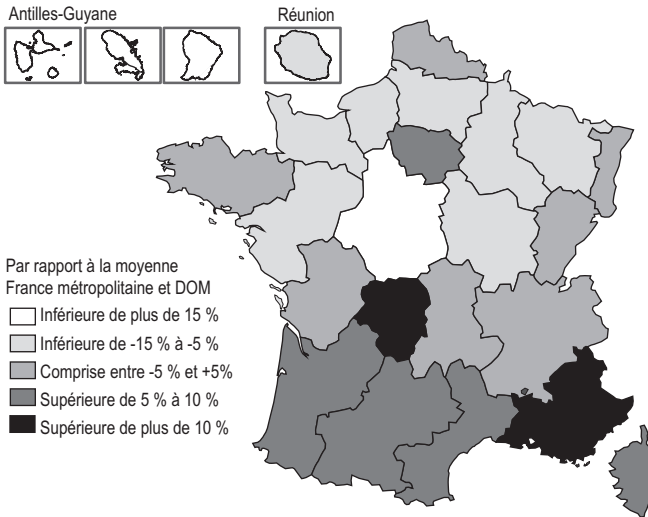 Antilles-Guyane
Réunion
Par rapport à la moyenne
France métropolitaine et DOM
Inférieure de plus de 15 %
Inférieure de -15 % à -5 %
Comprise entre -5 % et +5%
Supérieure de 5 % à 10 %
Supérieure de plus de 10 %